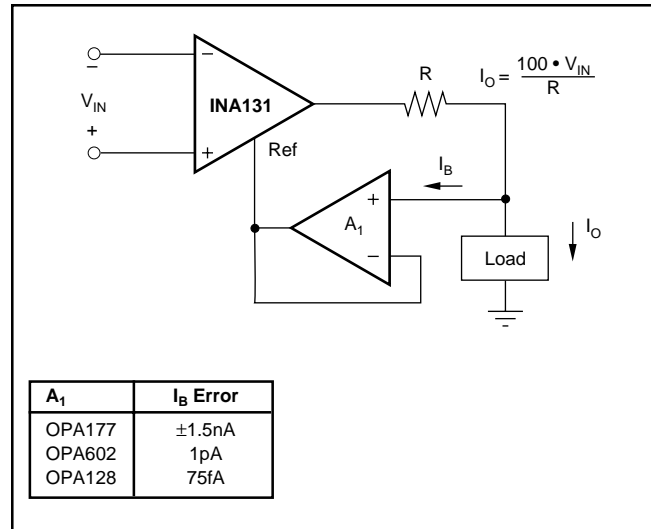 −
V_IN
+
−
INA131
+
Ref
R
I_O = 100 • V_IN / R
I_B
+
A_1
−
Load
I_O
A_1 I_B Error
OPA177 ±1.5nA
OPA602 1pA
OPA128 75fA